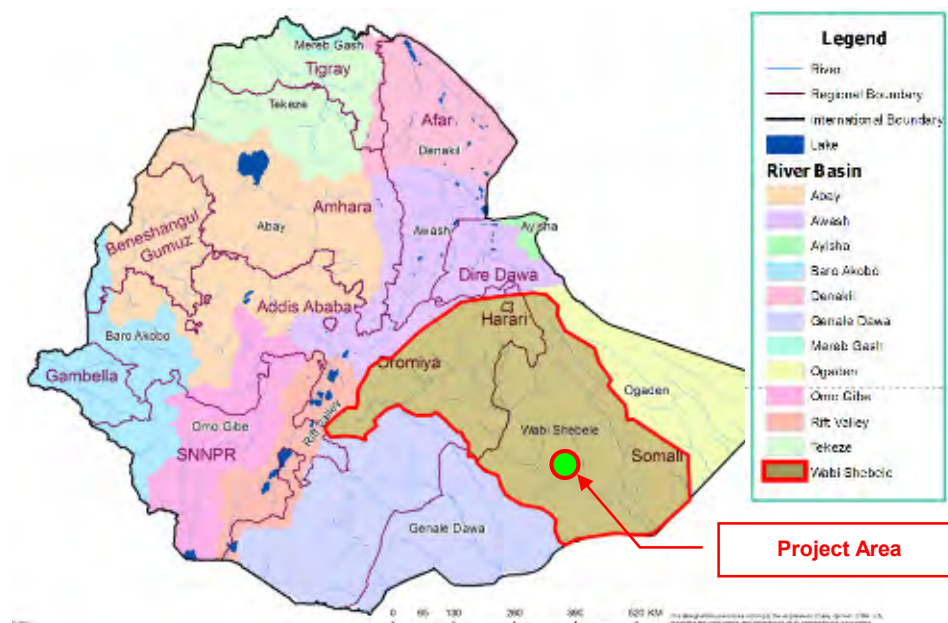 Mereb Gash
Tigray
Tekeze
Afar
Denakil
Amhara
Abay
Beneshangul
Gumuz
Awash
Ayisha
Dire Dawa
Addis Ababa
Harari
Baro Akobo
Oromiya
Gambella
Ogaden
Omo Gibe
Rift Valley
Wabi Shebele
SNNPR
Somali
Genale Dawa
Project Area
0 65 130 260 390 520 KM
Legend
River
Regional Boundary
International Boundary
Lake
River Basin
Abay
Awash
Ayisha
Baro Akobo
Denakil
Genale Dawa
Mereb Gash
Ogaden
Omo Gibe
Rift Valley
Tekeze
Wabi Shebele